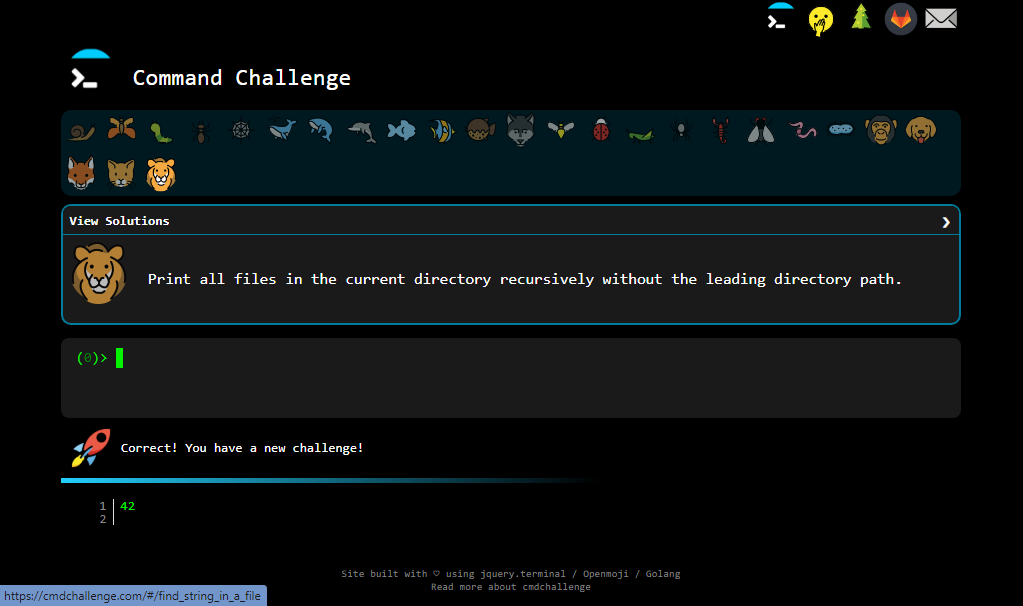 Command Challenge
View Solutions
Print all files in the current directory recursively without the leading directory path.
(0)>
Correct! You have a new challenge!
1 42
2
Site built with ♡ using jquery.terminal / Openmoji / Golang
Read more about cmdchallenge
https://cmdchallenge.com/#/find_string_in_a_file